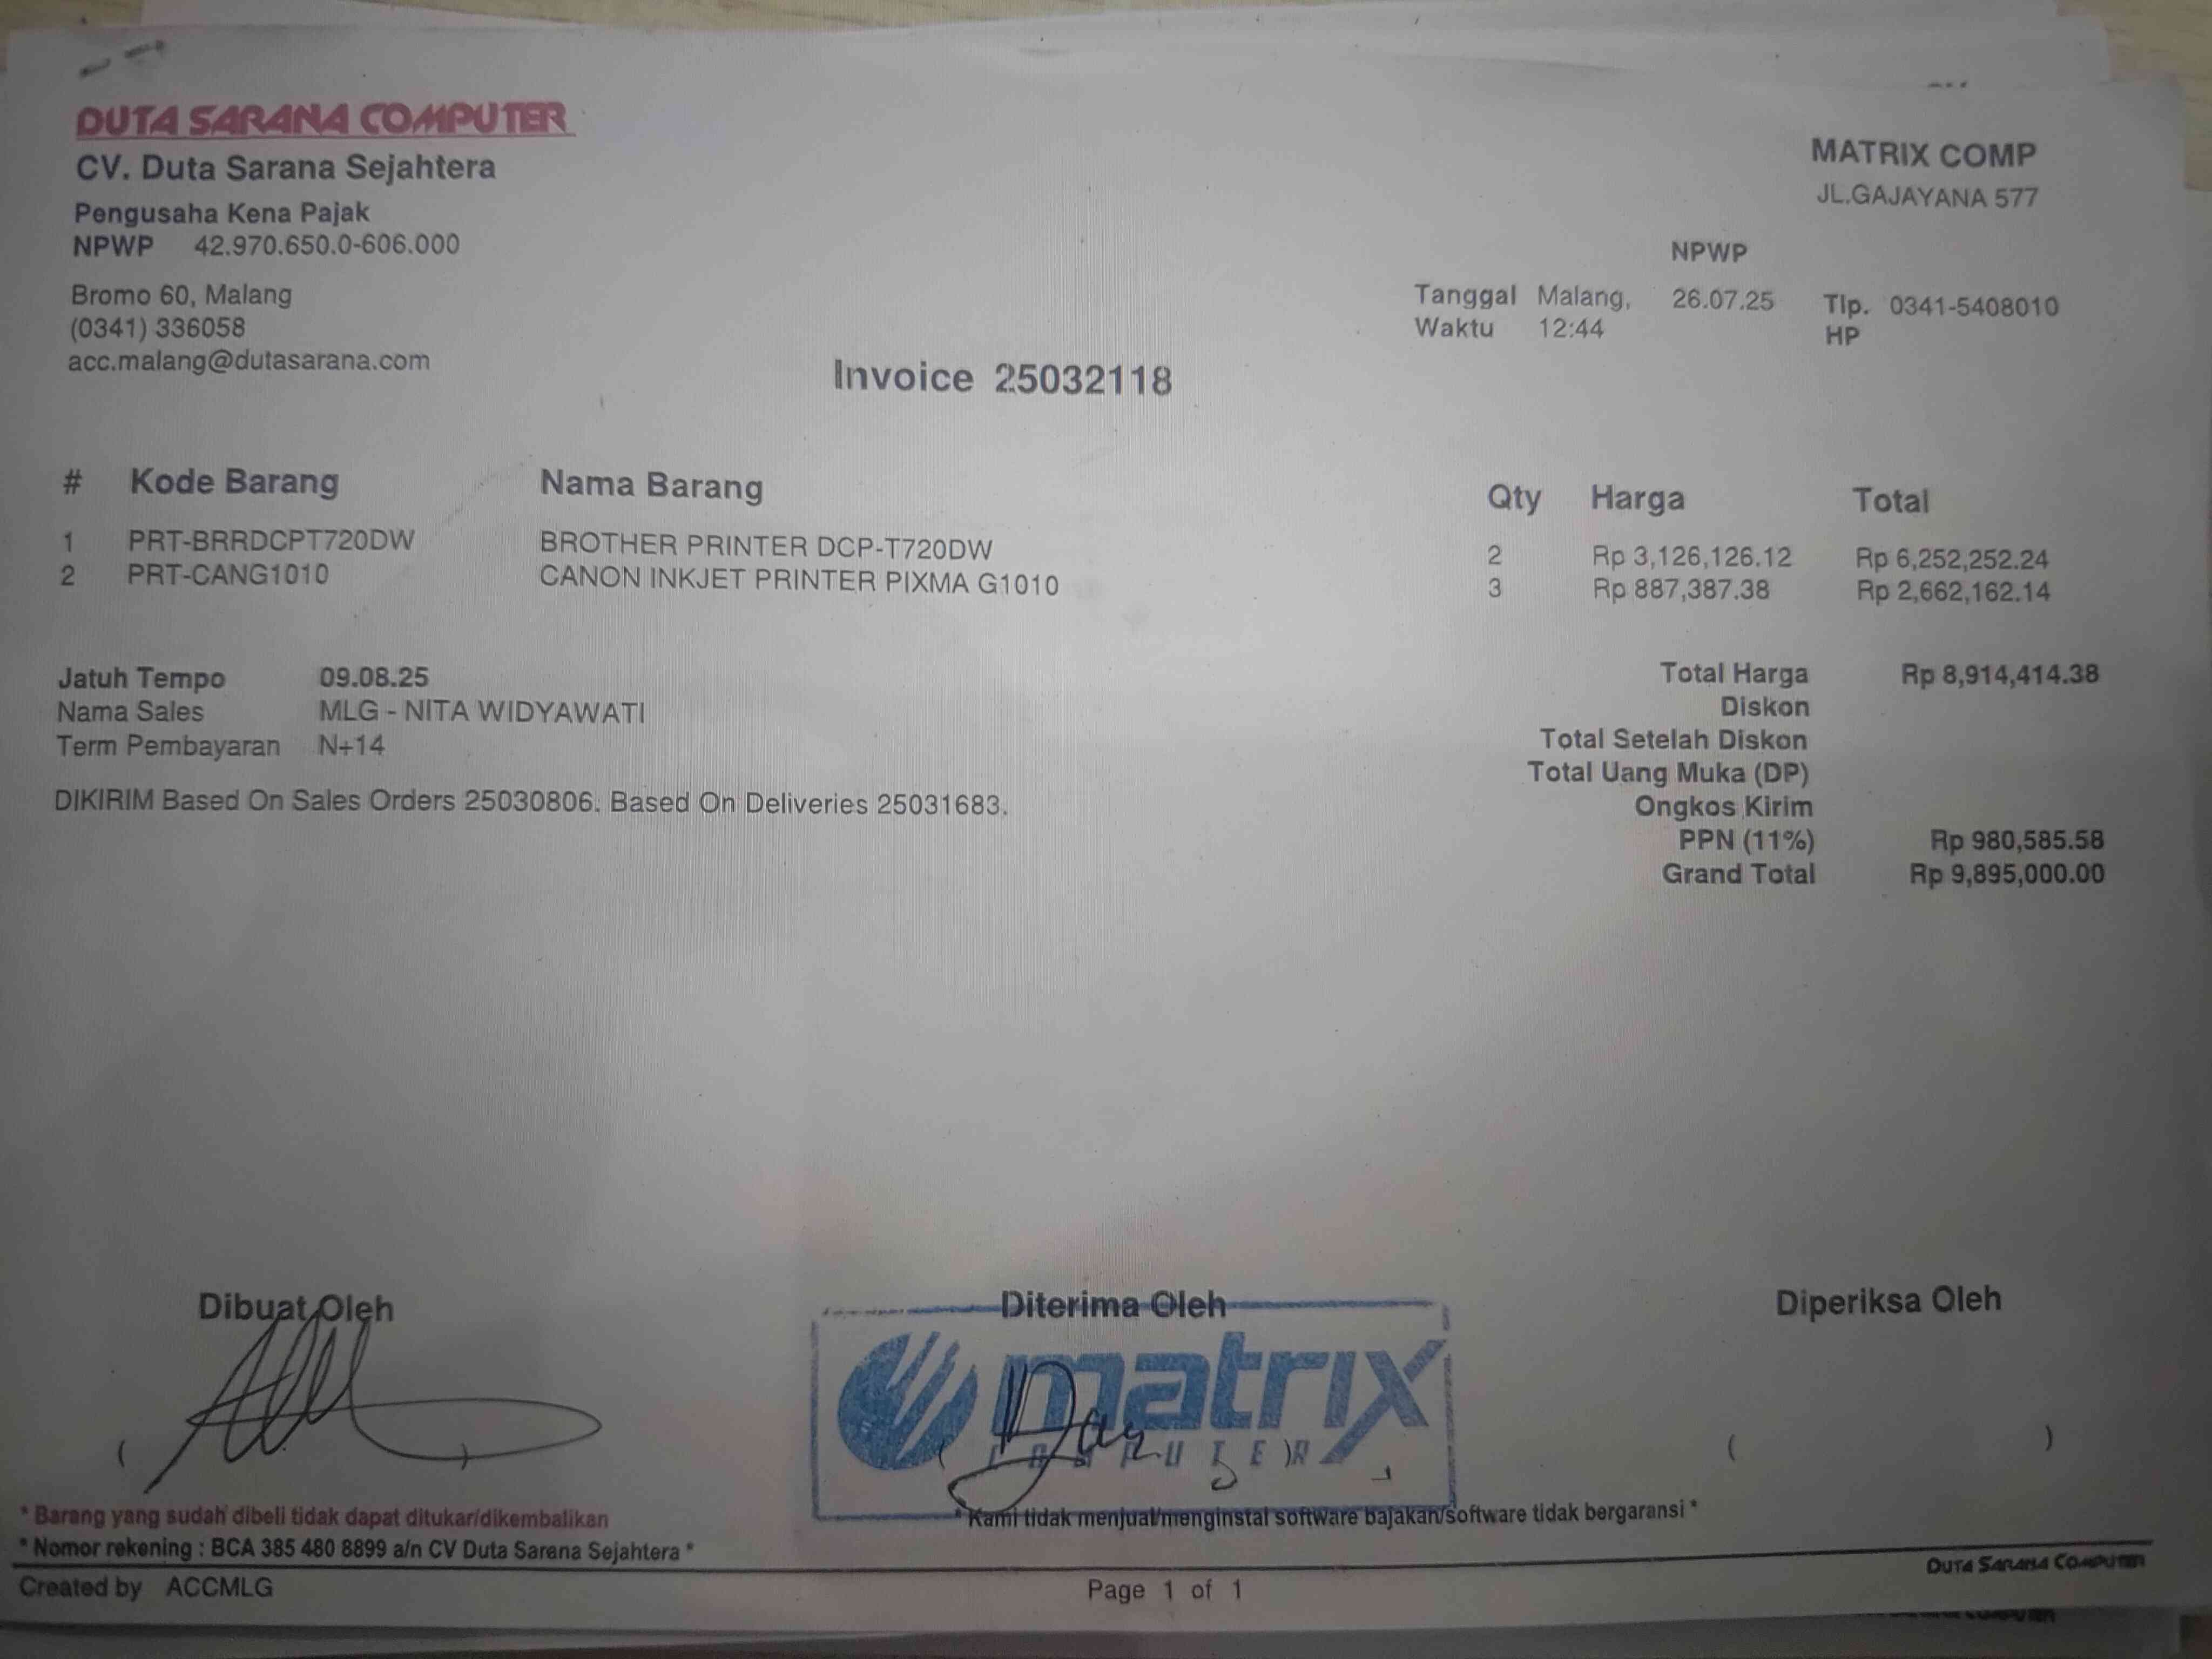 DUTA SARANA COMPUTER
CV. Duta Sarana Sejahtera
Pengusaha Kena Pajak
NPWP 42.970.650.0-606.000
Bromo 60, Malang
(0341) 336058
acc.malang@dutasarana.com
MATRIX COMP
JL.GAJAYANA 577
NPWP
Tanggal Malang, 26.07.25 Tlp. 0341-5408010
Waktu 12:44 HP
Invoice 25032118
# Kode Barang Nama Barang Qty Harga Total
1 PRT-BRRDCPT720DW BROTHER PRINTER DCP-T720DW 2 Rp 3,126,126.12 Rp 6,252,252.24
2 PRT-CANG1010 CANON INKJET PRINTER PIXMA G1010 3 Rp 887,387.38 Rp 2,662,162.14
Jatuh Tempo 09.08.25
Nama Sales MLG - NITA WIDYAWATI
Term Pembayaran N+14
DIKIRIM Based On Sales Orders 25030806. Based On Deliveries 25031683.
Total Harga Rp 8,914,414.38
Diskon
Total Setelah Diskon
Total Uang Muka (DP)
Ongkos Kirim
PPN (11%) Rp 980,585.58
Grand Total Rp 9,895,000.00
Dibuat Oleh
Diterima Oleh
Diperiksa Oleh
matrix
COMPUTER
( )
( )
( )
* Barang yang sudah dibeli tidak dapat ditukar/dikembalikan
* Kami tidak menjual/menginstal software bajakan/software tidak bergaransi *
* Nomor rekening : BCA 385 480 8899 a/n CV Duta Sarana Sejahtera *
DUTA SARANA COMPUTER
Created by ACCMLG
Page 1 of 1